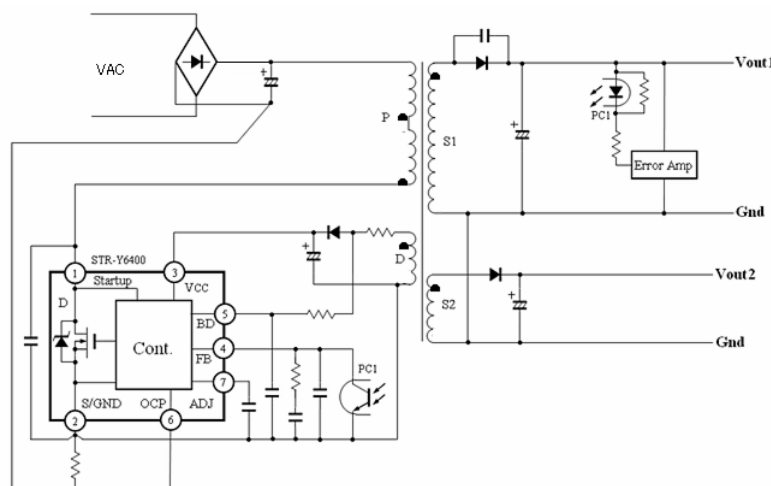 VAC
Vout1
PC1
P
S1
Error Amp
Gnd
STR-Y6400
D
1
3
Startup
VCC
Vout2
D
5
BD
S2
Cont.
4
FB
Gnd
PC1
7
S/GND
OCP
ADJ
2
6